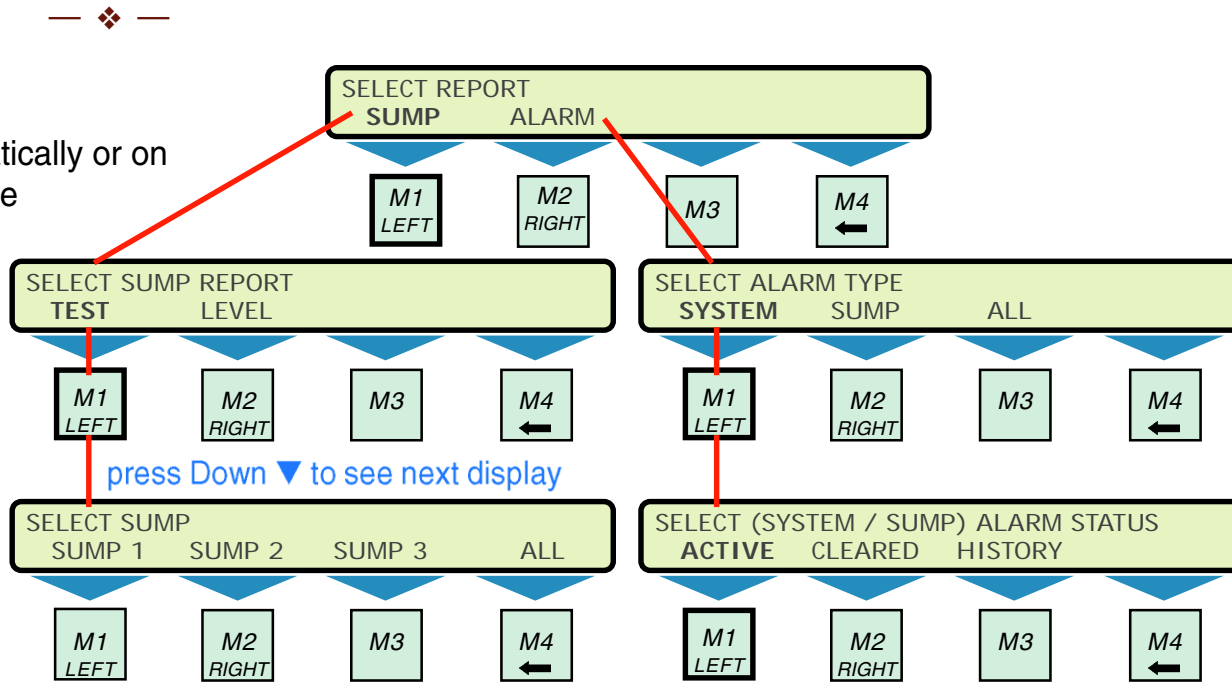 SELECT REPORT
SUMP ALARM
tically or on
e
M1 M2 M3 M4
LEFT RIGHT
SELECT SUMP REPORT
TEST LEVEL
M1 M2 M3 M4
LEFT RIGHT
SELECT ALARM TYPE
SYSTEM SUMP ALL
M1 M2 M3 M4
LEFT RIGHT
press Down ▼ to see next display
SELECT SUMP
SUMP 1 SUMP 2 SUMP 3 ALL
M1 M2 M3 M4
LEFT RIGHT
SELECT (SYSTEM / SUMP) ALARM STATUS
ACTIVE CLEARED HISTORY
M1 M2 M3 M4
LEFT RIGHT